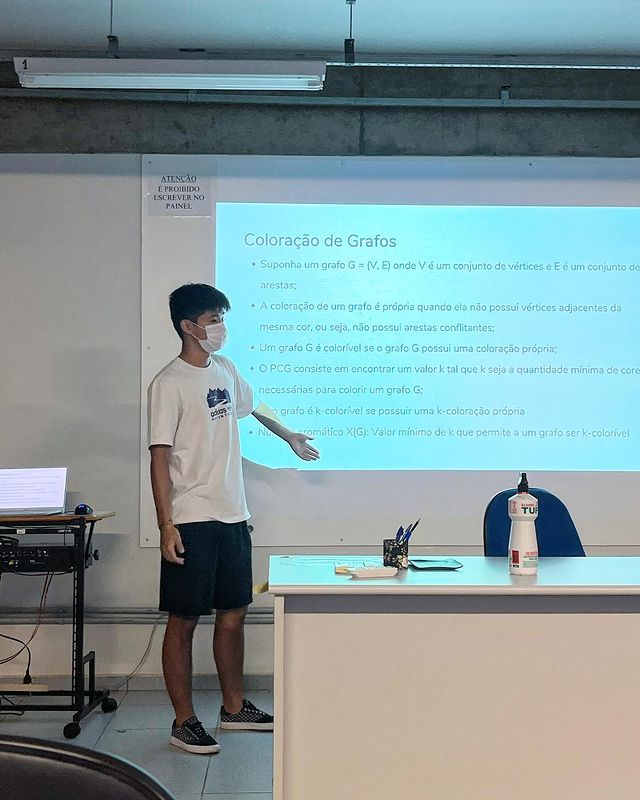 1
ATENÇÃO
É PROIBIDO
ESCREVER NO
PAINEL
Coloração de Grafos
• Suponha um grafo G = (V, E) onde V é um conjunto de vértices e E é um conjunto de
arestas;
• A coloração de um grafo é própria quando ela não possui vértices adjacentes da
mesma cor, ou seja, não possui arestas conflitantes;
• Um grafo G é colorível se o grafo G possui uma coloração própria;
• O PCG consiste em encontrar um valor k tal que k seja a quantidade mínima de core
necessárias para colorir um grafo G;
grafo é k-colorível se possuir uma k-coloração própria
cromático X(G): Valor mínimo de k que permite a um grafo ser k-colorível
adidas
TUF